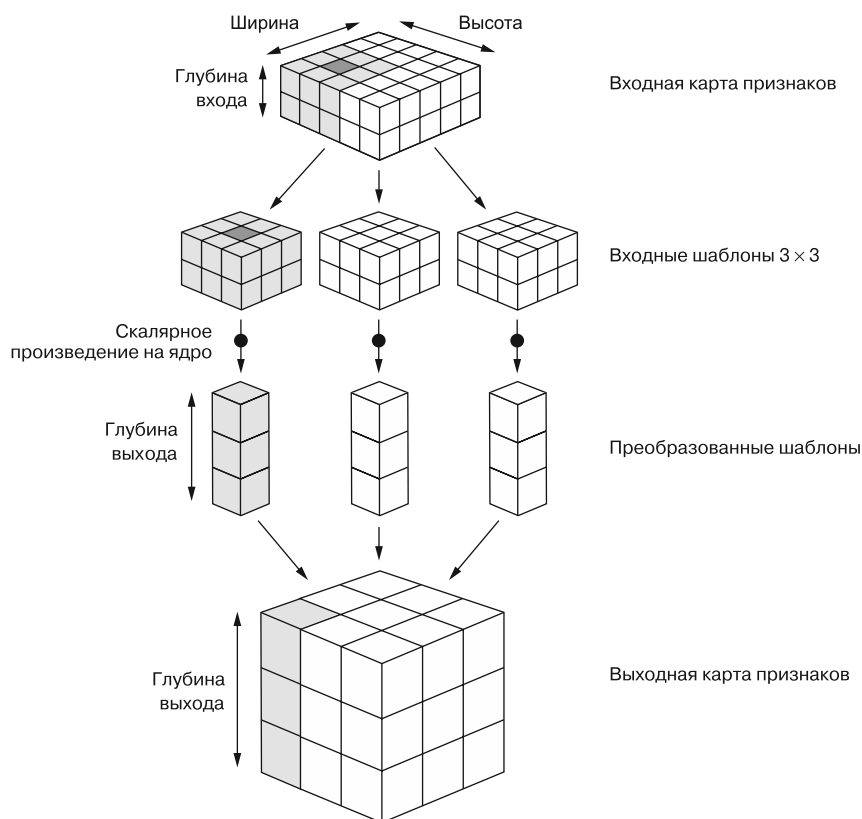 Ширина
Высота
Глубина
входа
Входная карта признаков
Входные шаблоны 3 × 3
Скалярное
произведение на ядро
Глубина
выхода
Преобразованные шаблоны
Глубина
выхода
Выходная карта признаков